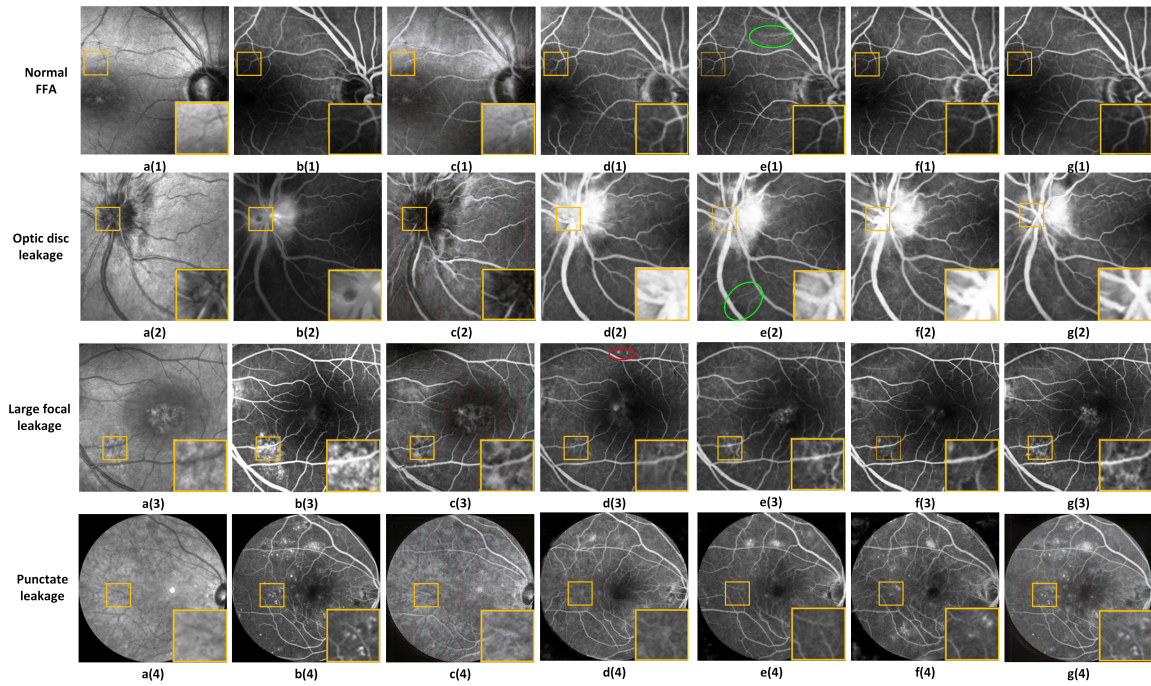 Normal
FFA
a(1) b(1) c(1) d(1) e(1) f(1) g(1)
Optic disc
leakage
a(2) b(2) c(2) d(2) e(2) f(2) g(2)
Large focal
leakage
a(3) b(3) c(3) d(3) e(3) f(3) g(3)
Punctate
leakage
a(4) b(4) c(4) d(4) e(4) f(4) g(4)